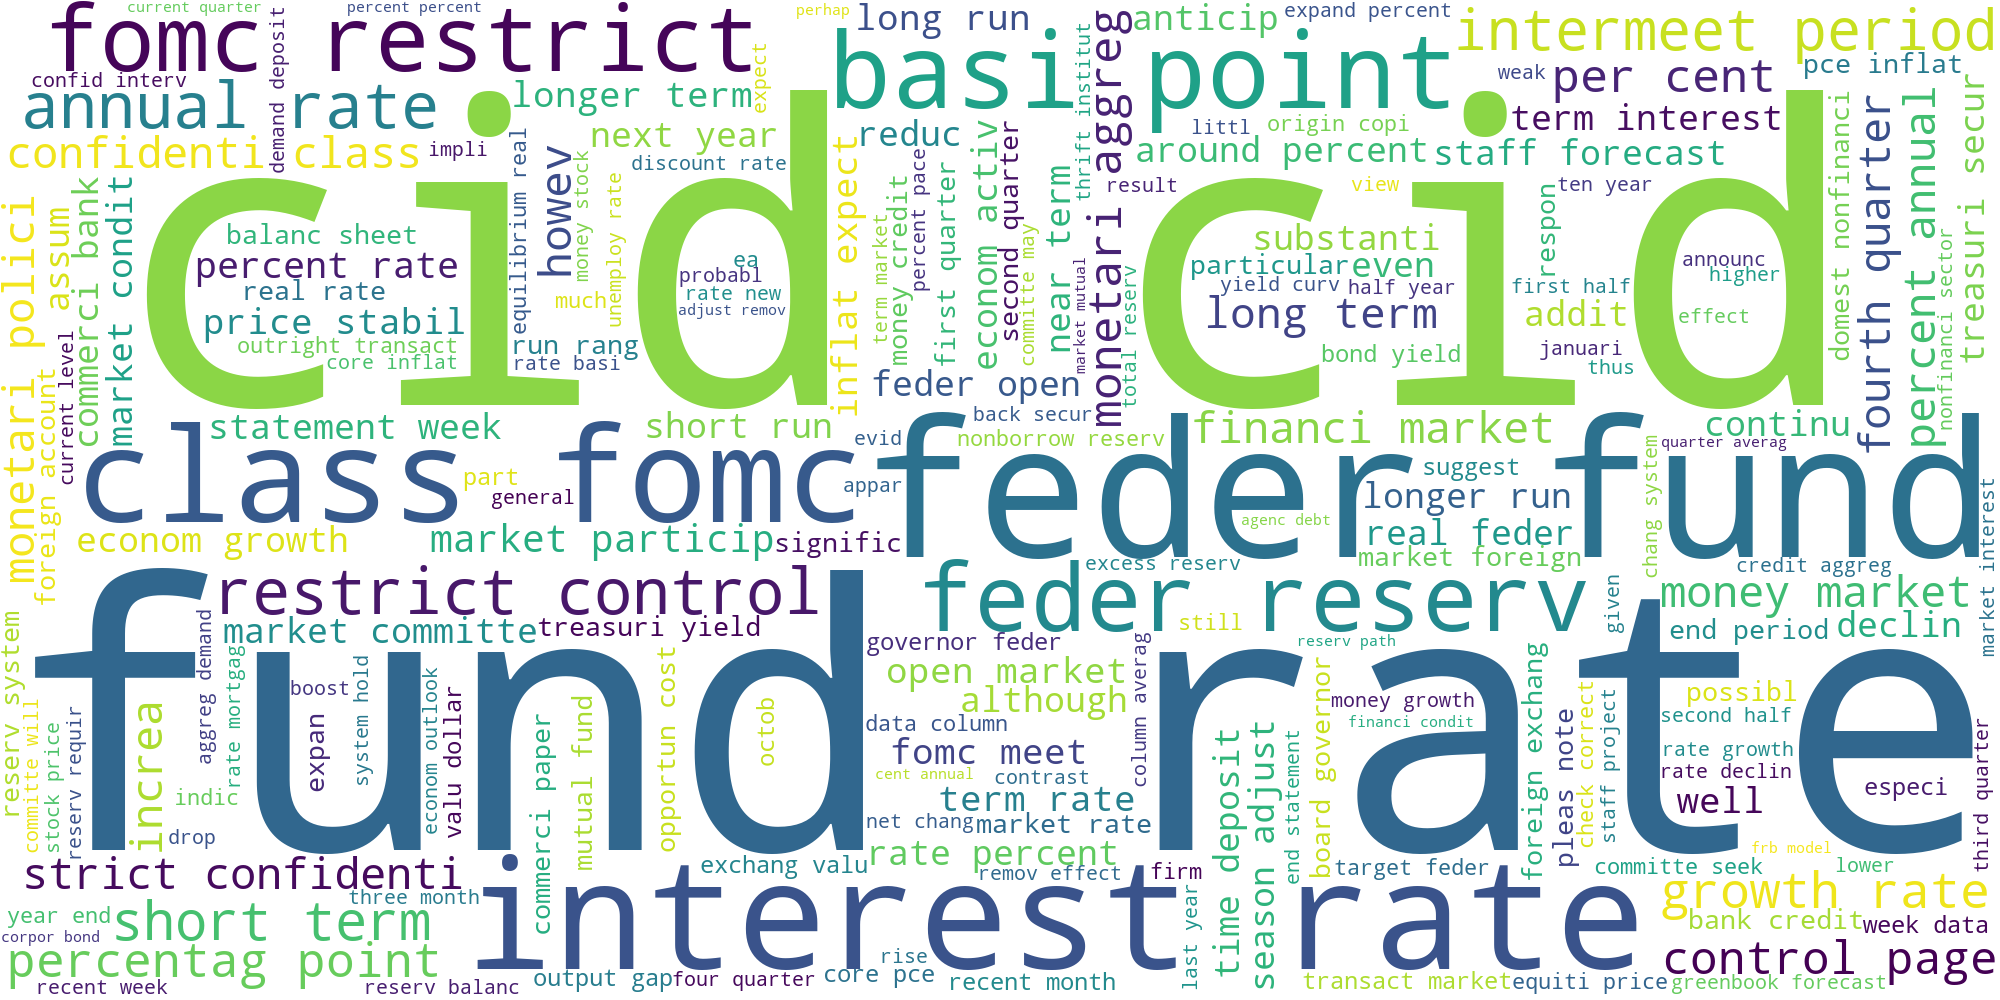 current quarter
percent percent
perhap
long run
anticip
expand percent
fomc restrict
intermeet period
demand deposit
confid interv
expect
basi point
thrift institut
monetari aggreg
weak
per cent
pce inflat
annual rate
longer term
term interest
littl
origin copi
next year
reduc
confidenti class
impli
around percent
staff forecast
discount rate
cid cid
howev
money stock
unemploy rate
equilibrium real
inflat expect
term market
money credit
percent pace
first quarter
econom activ
second quarter
committe may
near term
market mutual
total reserv
result
view
ten year
respon
domest nonfinanci
fourth quarter
percent annual
nonfinanci sector
treasuri secur
monetari polici
assum
commerci bank
market condit
balanc sheet
percent rate
real rate
price stabil
outright transact
core inflat
much
run rang
rate basi
ea
probabl
rate new
adjust remov
substanti
particular
even
yield curv
half year
long term
bond yield
first half
addit
januari
thus
announc
higher
effect
feder open
back secur
current level
foreign account
statement week
short run
evid
nonborrow reserv
financi market
continu
quarter averag
class fomc
part
general
appar
feder fund
suggest
longer run
agenc debt
real feder
chang system
market interest
econom growth
market particip
signific
market foreign
excess reserv
credit aggreg
restrict control
feder reserv
given
money market
market committe
treasuri yield
governor feder
still
reserv path
end period
declin
reserv system
committe will
stock price
reserv requir
increa
aggreg demand
rate mortgag
boost
expan
system hold
econom outlook
valu dollar
commerci paper
mutual fund
opportun cost
octob
fund rate
open market
although
column averag
data column
fomc meet
cent annual
contrast
term rate
net chang
market rate
time deposit
season adjust
end statement
board governor
money growth
financi condit
foreign exchang
pleas note
check correct
staff project
possibl
second half
rate growth
rate declin
well
especi
third quarter
indic
drop
rate percent
frb model
strict confidenti
exchang valu
remov effect
firm
target feder
committe seek
lower
three month
interest rate
growth rate
year end
short term
last year
bank credit
week data
corpor bond
percentag point
rise
control page
output gap
four quarter
core pce
recent month
transact market
equiti price
greenbook forecast
recent week
reserv balanc